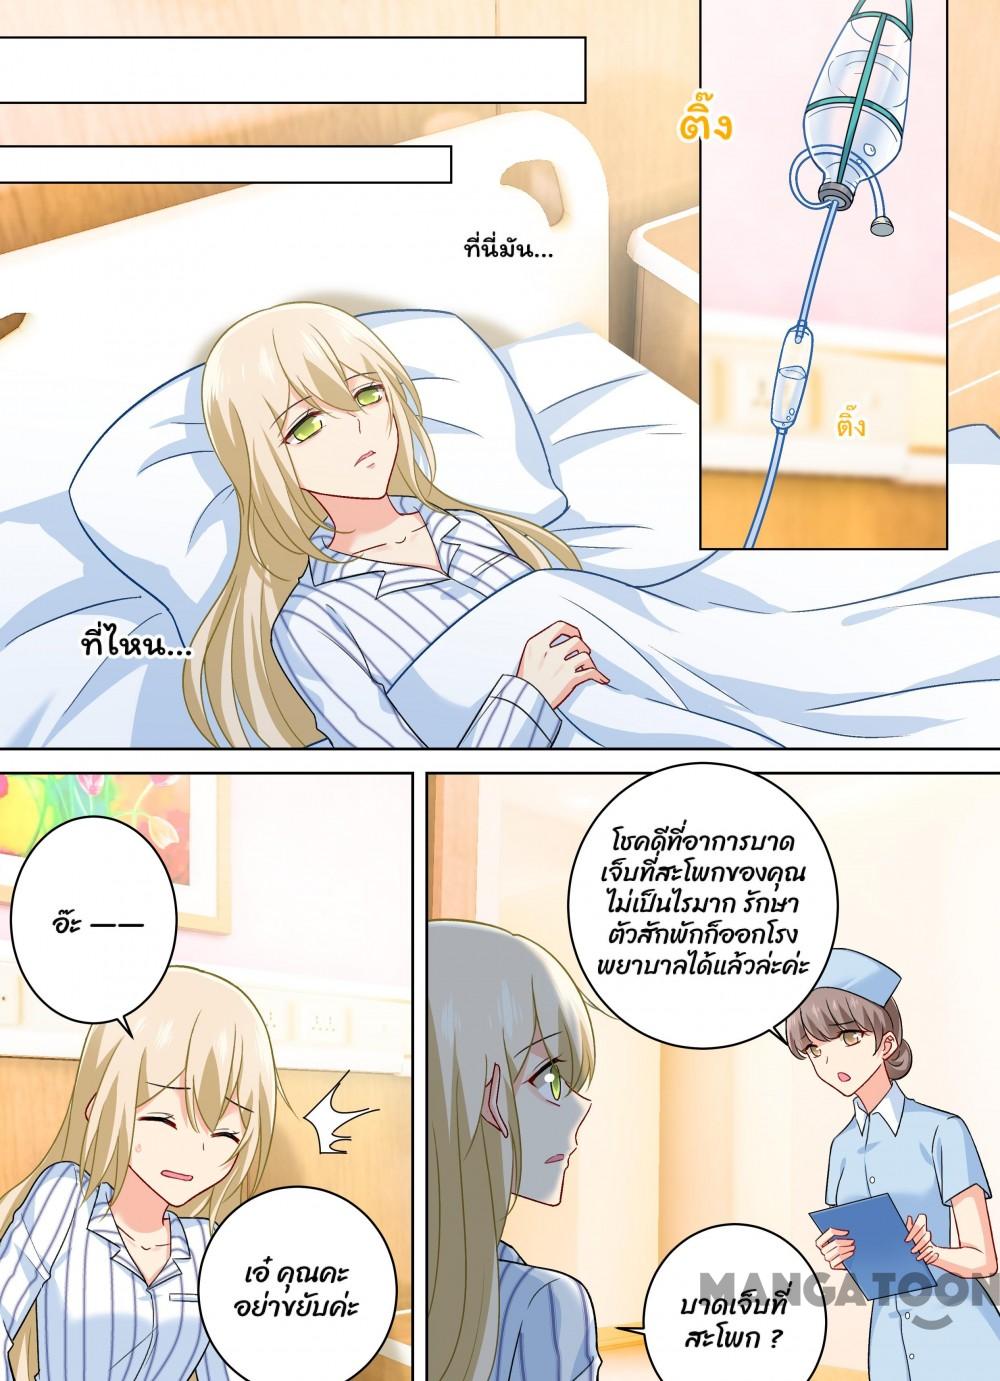 ติ๊ง
ที่นี่มัน...
ติ๊ง
ที่ไหน...
อ๊ะ ——
เอ๋ คุณคะ
อย่าขยับค่ะ
โชคดีที่อาการบาด
เจ็บที่สะโพกของคุณ
ไม่เป็นไรมาก รักษา
ตัวสักพักก็ออกโรง
พยาบาลได้แล้วล่ะค่ะ
บาดเจ็บที่
สะโพก ?
MANGATOON